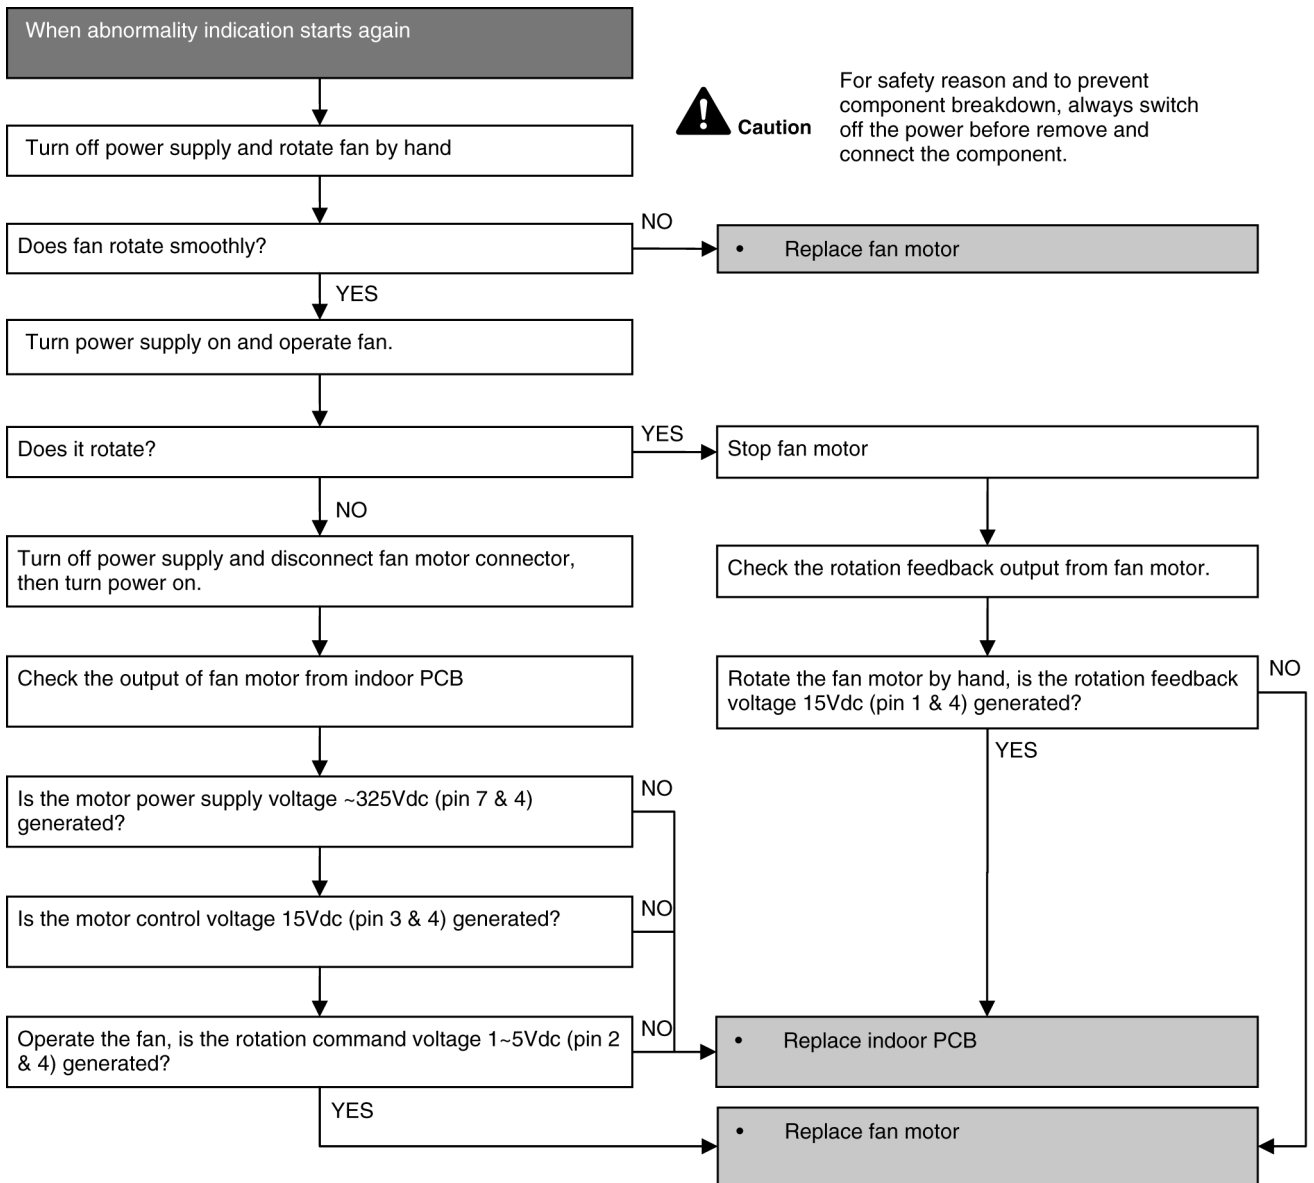 When abnormality indication starts again
For safety reason and to prevent
component breakdown, always switch
off the power before remove and
connect the component.
Caution
Turn off power supply and rotate fan by hand
Does fan rotate smoothly?
NO
• Replace fan motor
YES
Turn power supply on and operate fan.
Does it rotate?
YES
Stop fan motor
NO
Turn off power supply and disconnect fan motor connector,
then turn power on.
Check the rotation feedback output from fan motor.
Check the output of fan motor from indoor PCB
Rotate the fan motor by hand, is the rotation feedback
voltage 15Vdc (pin 1 & 4) generated?
NO
YES
Is the motor power supply voltage ~325Vdc (pin 7 & 4)
generated?
NO
Is the motor control voltage 15Vdc (pin 3 & 4) generated?
NO
Operate the fan, is the rotation command voltage 1~5Vdc (pin 2
& 4) generated?
NO
• Replace indoor PCB
YES
• Replace fan motor